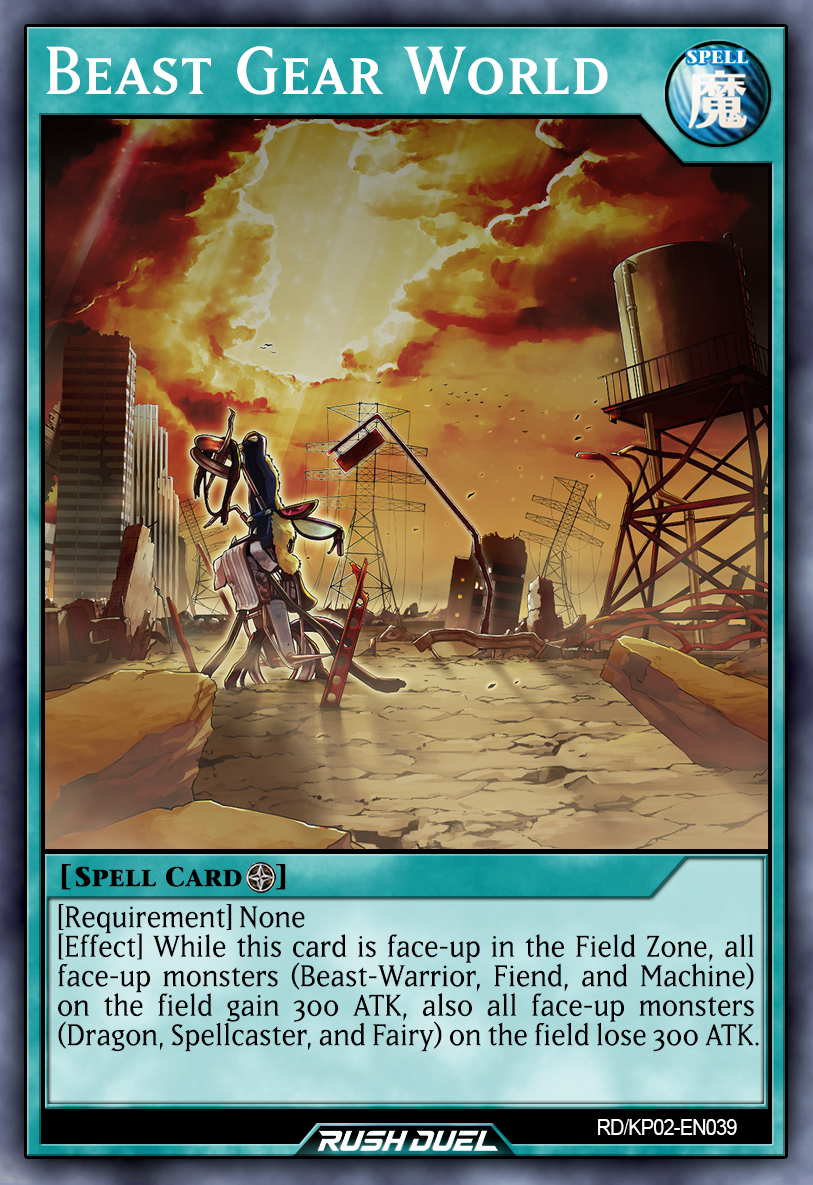 Beast Gear World
SPELL
魔
[Spell Card]
[Requirement] None
[Effect] While this card is face-up in the Field Zone, all
face-up monsters (Beast-Warrior, Fiend, and Machine)
on the field gain 300 ATK, also all face-up monsters
(Dragon, Spellcaster, and Fairy) on the field lose 300 ATK.
RUSH DUEL
RD/KP02-EN039